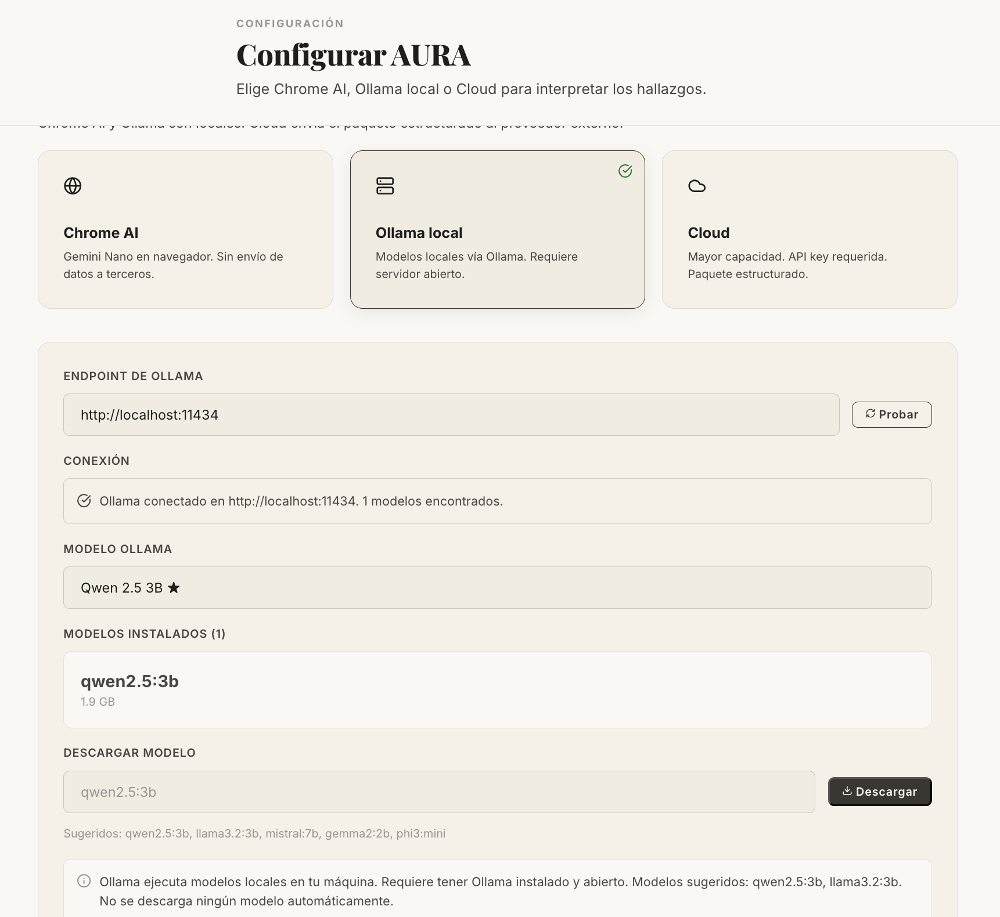 CONFIGURACIÓN
Configurar AURA
Elige Chrome AI, Ollama local o Cloud para interpretar los hallazgos.
Chrome AI y Ollama son locales. Cloud envía el paquete estructurado al proveedor externo.
Chrome AI
Gemini Nano en navegador. Sin envío de
datos a terceros.
Ollama local
Modelos locales vía Ollama. Requiere
servidor abierto.
Cloud
Mayor capacidad. API key requerida.
Paquete estructurado.
ENDPOINT DE OLLAMA
http://localhost:11434
Probar
CONEXIÓN
Ollama conectado en http://localhost:11434. 1 modelos encontrados.
MODELO OLLAMA
Qwen 2.5 3B ★
MODELOS INSTALADOS (1)
qwen2.5:3b
1.9 GB
DESCARGAR MODELO
qwen2.5:3b
Descargar
Sugeridos: qwen2.5:3b, llama3.2:3b, mistral:7b, gemma2:2b, phi3:mini
Ollama ejecuta modelos locales en tu máquina. Requiere tener Ollama instalado y abierto. Modelos sugeridos: qwen2.5:3b, llama3.2:3b.
No se descarga ningún modelo automáticamente.